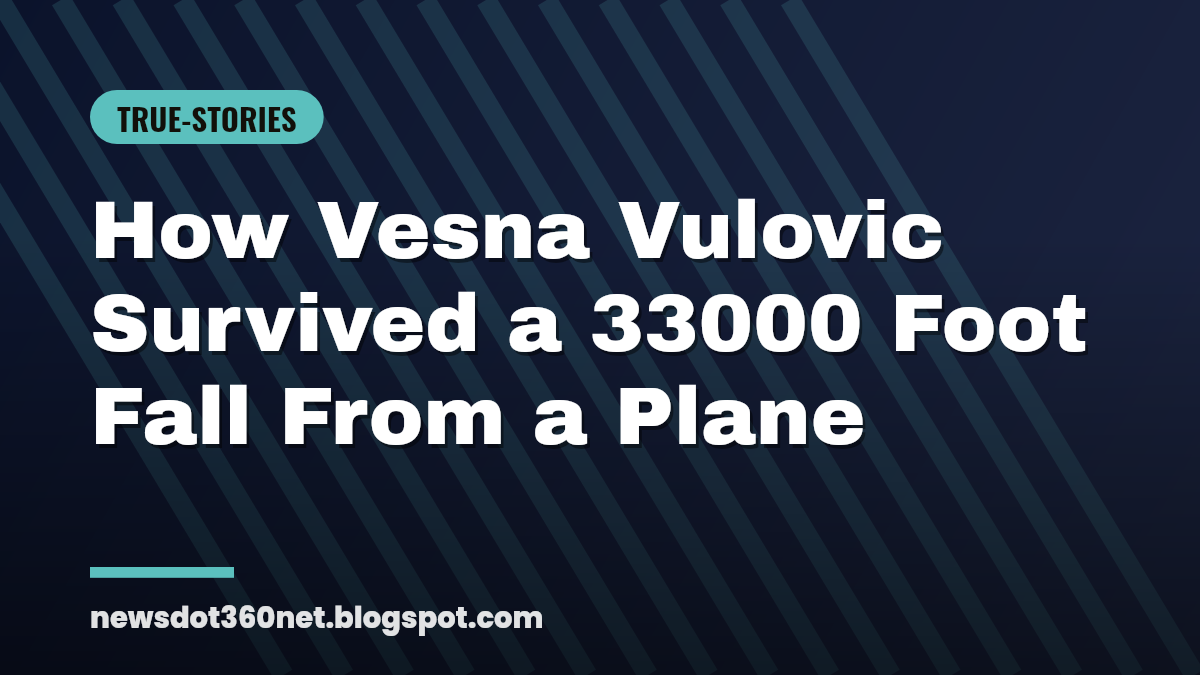 TRUE-STORIES
How Vesna Vulovic
Survived a 33000 Foot
Fall From a Plane
newsdot360net.blogspot.com